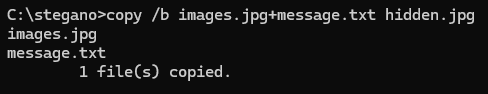 C:\stegano>copy /b images.jpg+message.txt hidden.jpg
images.jpg
message.txt
        1 file(s) copied.